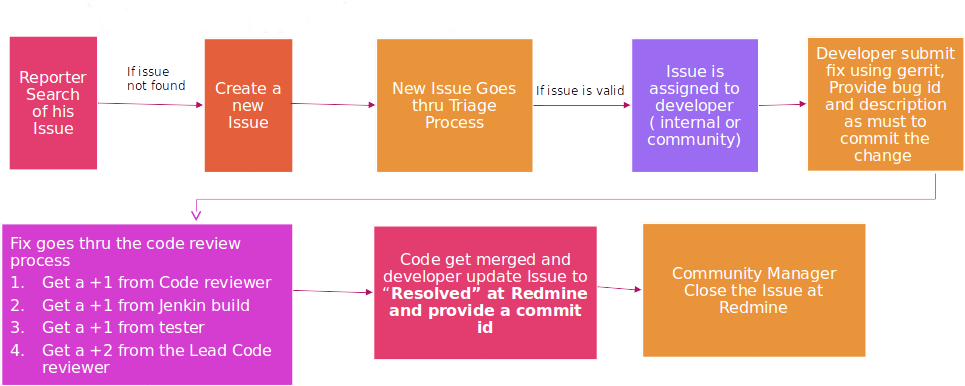 Reporter
Search
of his
Issue
If issue
not found
Create a
new
Issue
New Issue Goes
thru Triage
Process
If issue is valid
Issue is
assigned to
developer
( internal or
community)
Developer submit
fix using gerrit,
Provide bug id
and description
as must to
commit the
change
Fix goes thru the code review
process
1. Get a +1 from Code reviewer
2. Get a +1 from Jenkin build
3. Get a +1 from tester
4. Get a +2 from the Lead Code
reviewer
Code get merged and
developer update Issue to
“Resolved” at Redmine
and provide a commit
id
Community Manager
Close the Issue at
Redmine